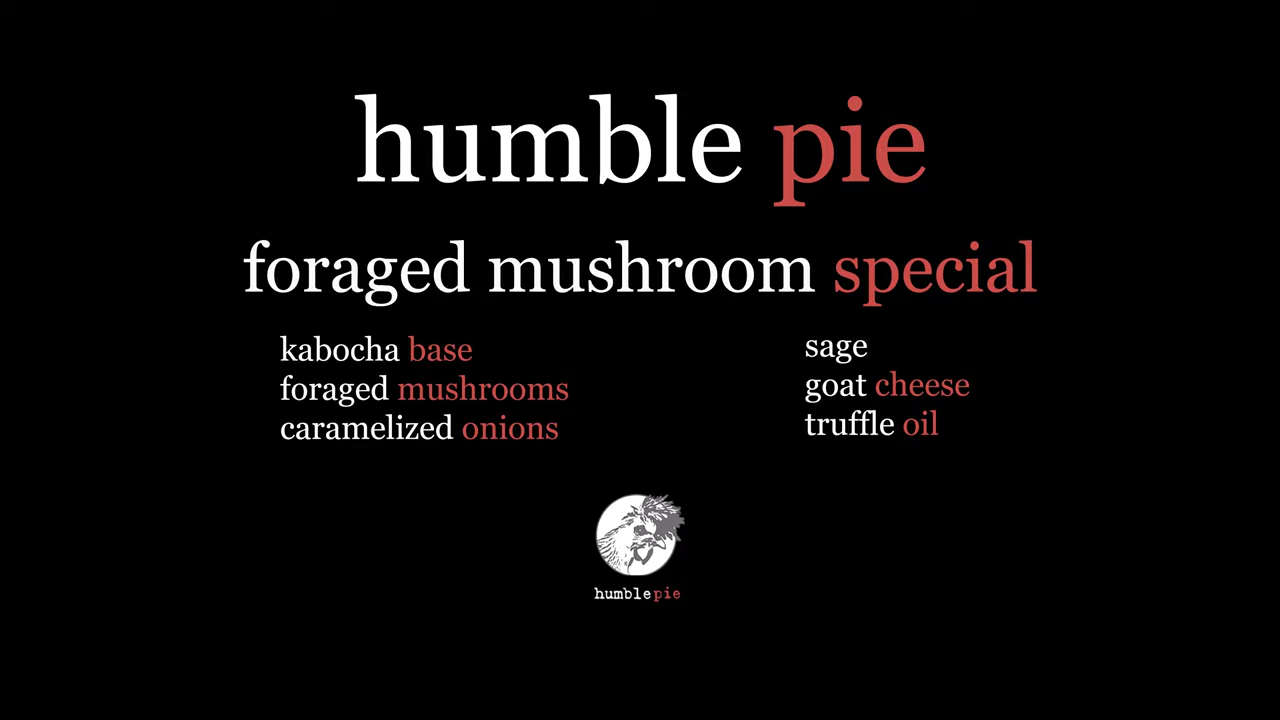 humble pie
foraged mushroom special
kabocha base
foraged mushrooms
caramelized onions
sage
goat cheese
truffle oil
humblepie